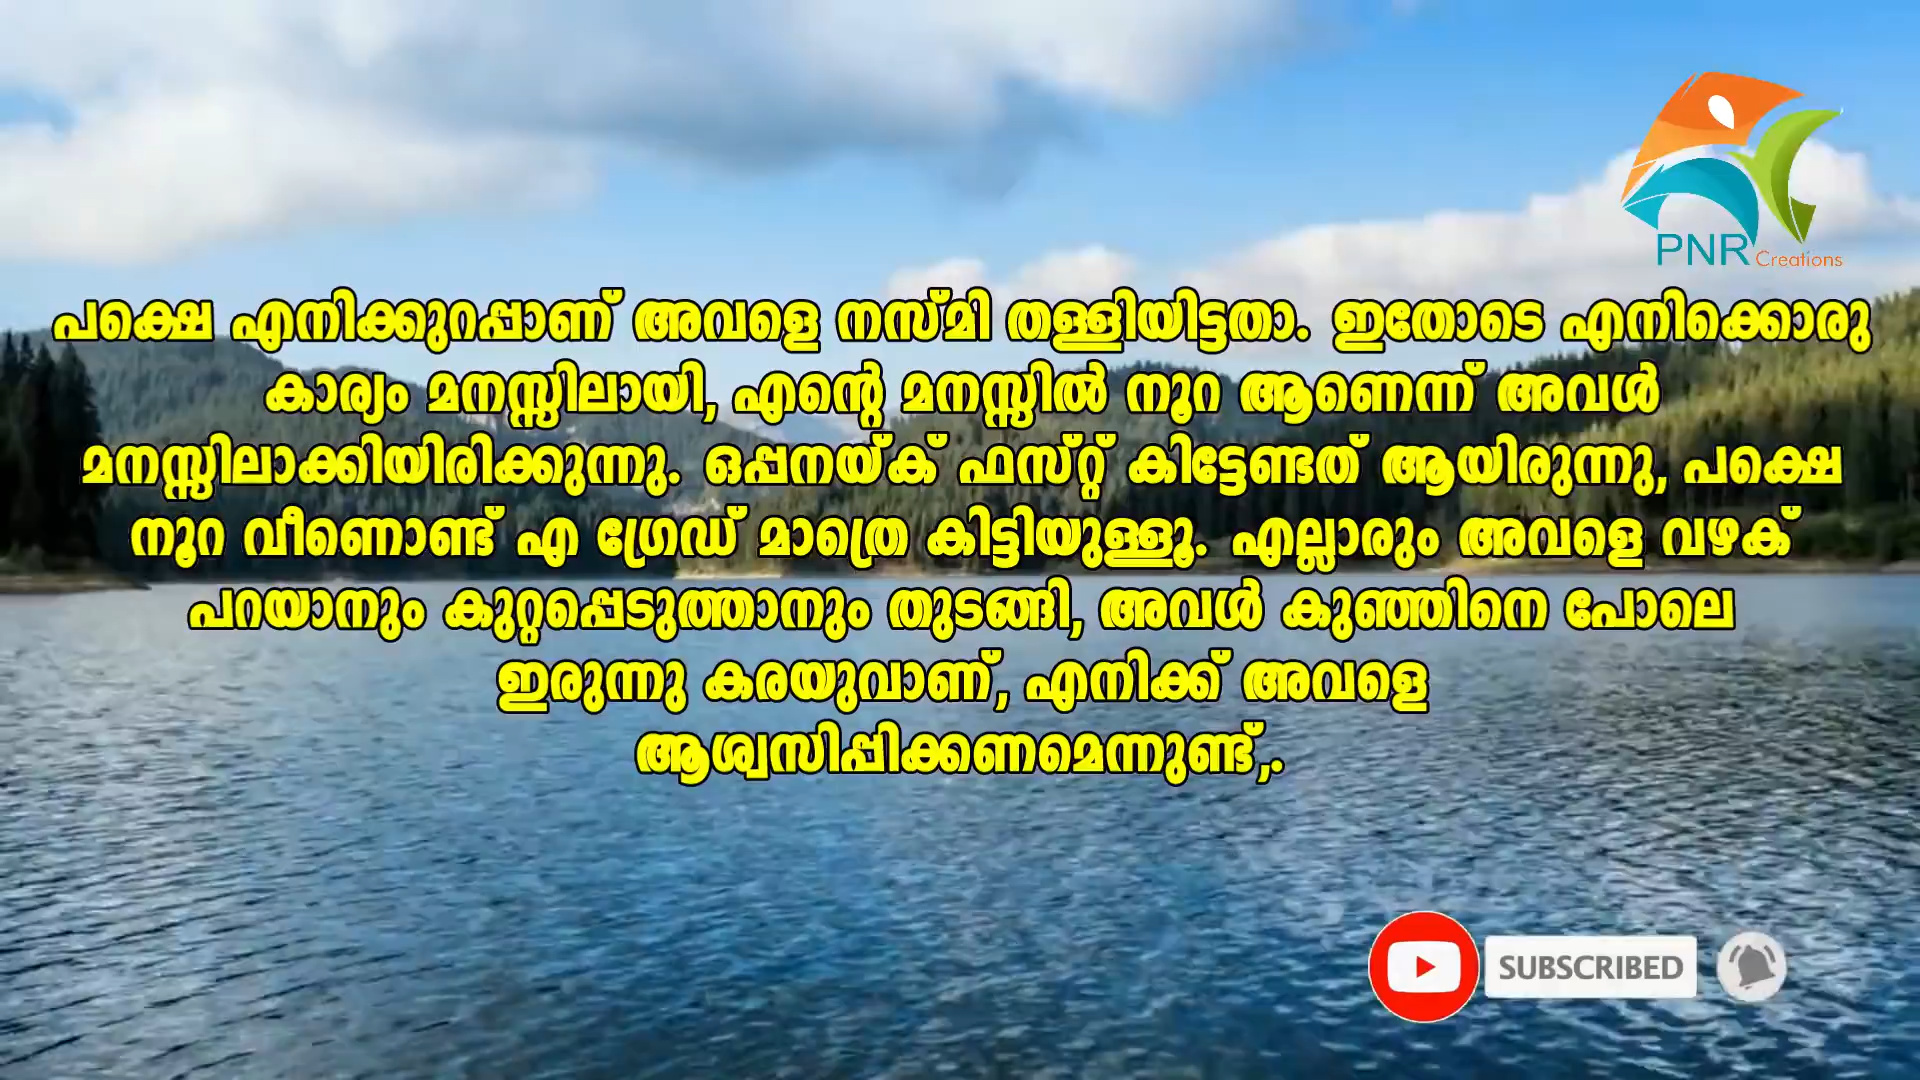 PNR Creations
പക്ഷെ എനിക്കുറപ്പാണ് അവളെ നസ്മി തള്ളിയിട്ടതാ. ഇതോടെ എനിക്കൊരു
കാര്യം മനസ്സിലായി, എന്റെ മനസ്സിൽ നൂറ ആണെന്ന് അവൾ
മനസ്സിലാക്കിയിരിക്കുന്നു. ഒപ്പനയ്ക് ഫസ്റ്റ് കിട്ടേണ്ടത് ആയിരുന്നു, പക്ഷെ
നൂറ വീണൊണ്ട് എ ഗ്രേഡ് മാത്രെ കിട്ടിയുള്ളൂ. എല്ലാരും അവളെ വഴക്
പറയാനും കുറ്റപ്പെടുത്താനും തുടങ്ങി, അവൾ കുഞ്ഞിനെ പോലെ
ഇരുന്നു കരയുവാണ്, എനിക്ക് അവളെ
ആശ്വസിപ്പിക്കണമെന്നുണ്ട്,.
SUBSCRIBED